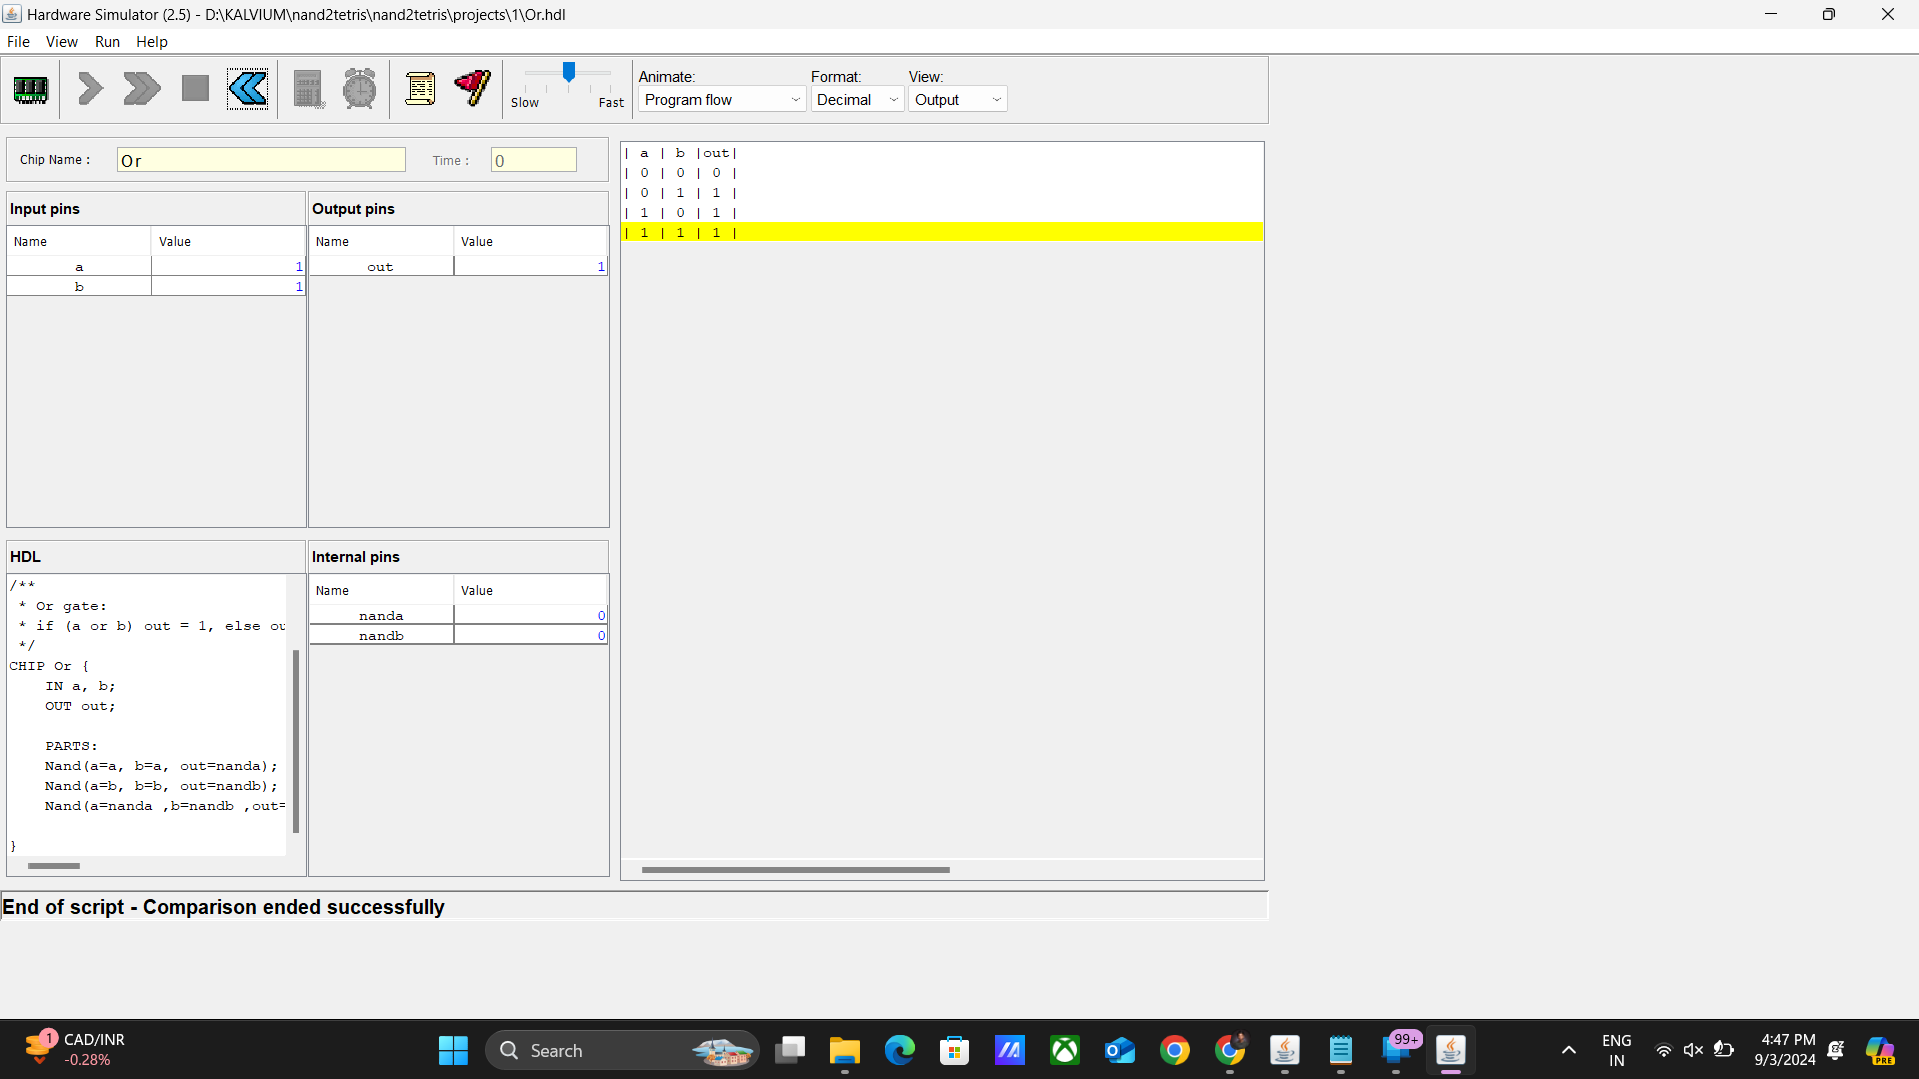 Hardware Simulator (2.5) - D:\KALVIUM\nand2tetris\nand2tetris\projects\1\Or.hdl
File View Run Help
Slow Fast
Animate: Format: View:
Program flow Decimal Output
Chip Name : Or Time : 0
Input pins
Name Value
a 1
b 1
Output pins
Name Value
out 1
| a | b |out|
| 0 | 0 | 0 |
| 0 | 1 | 1 |
| 1 | 0 | 1 |
| 1 | 1 | 1 |
HDL
/**
* Or gate:
* if (a or b) out = 1, else ou
*/
CHIP Or {
IN a, b;
OUT out;
PARTS:
Nand(a=a, b=a, out=nanda);
Nand(a=b, b=b, out=nandb);
Nand(a=nanda ,b=nandb ,out=
}
Internal pins
Name Value
nanda 0
nandb 0
End of script - Comparison ended successfully
1 CAD/INR
-0.28%
Search
99+
ENG
IN
4:47 PM
9/3/2024
PRE